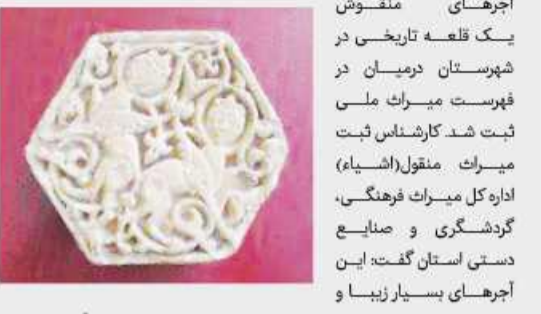 آجرهای منقوش
یک قلعه تاریخی در
شهرستان درمیان در
فهرست میراث ملی
ثبت شد. کارشناس ثبت
میراث منقول(اشیاء)
اداره کل میراث فرهنگی،
گردشگری و صنایع
دستی استان گفت: این
آجرهای بسیار زیبا و